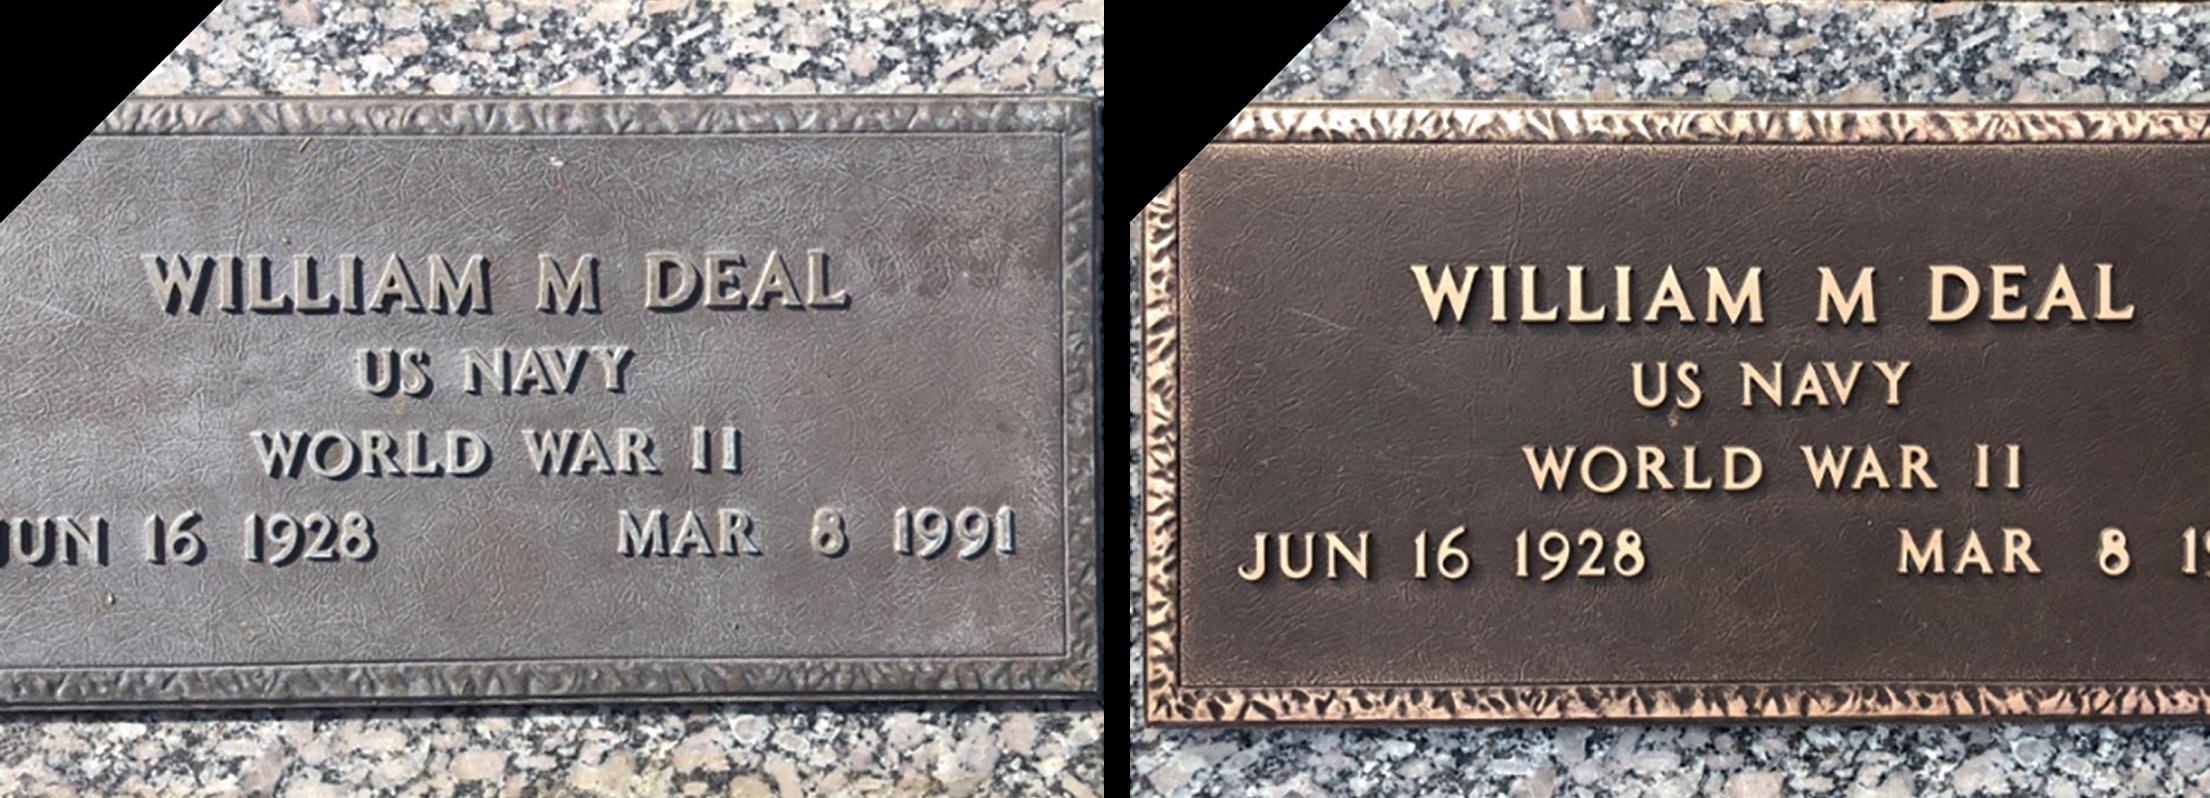 WILLIAM M DEAL
US NAVY
WORLD WAR II
JUN 16 1928 MAR 8 1991
WILLIAM M DEAL
US NAVY
WORLD WAR II
JUN 16 1928 MAR 8